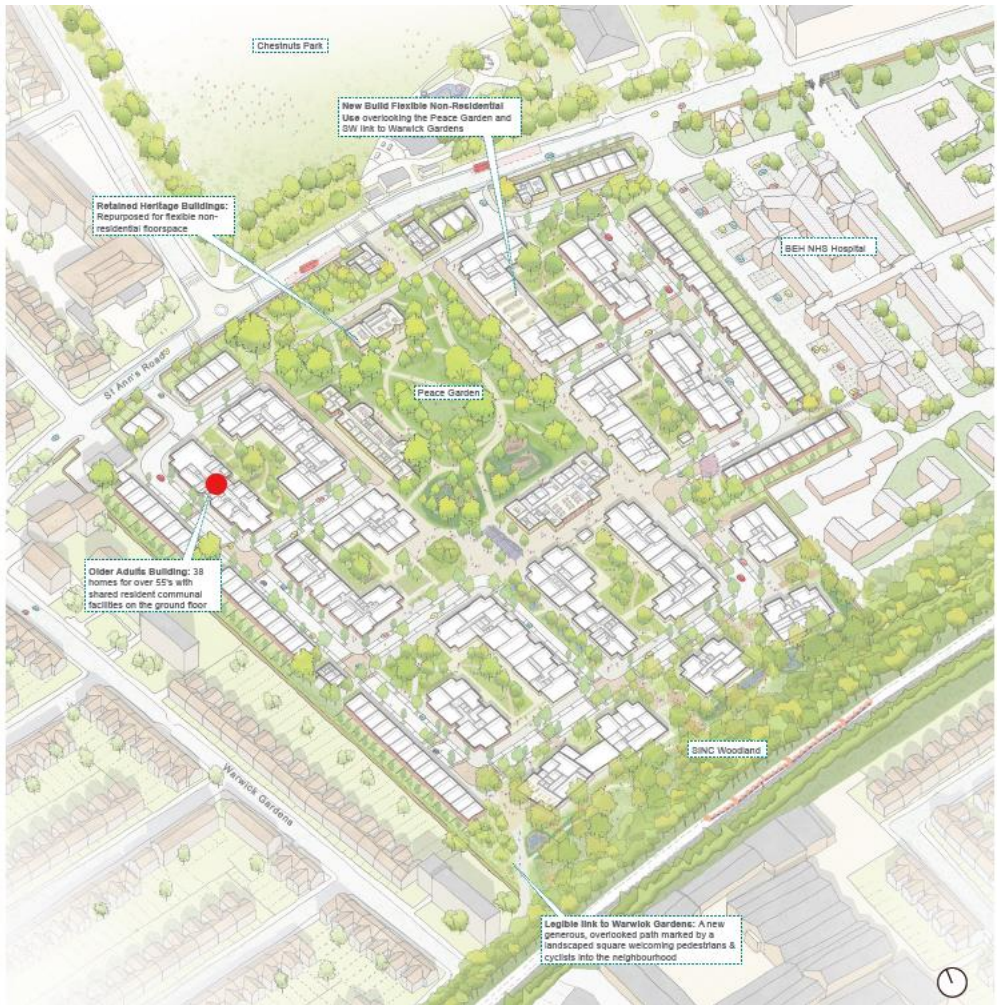 Chestnuts Park
New Build Flexible Non-Residential
Use overlooking the Peace Garden and
SW link to Warwick Gardens
Retained Heritage Buildings:
Repurposed for flexible non-
residential floorspace
BEH NHS Hospital
St Ann's Road
Peace Garden
Older Adults Building: 38
homes for over 55's with
shared resident communal
facilities on the ground floor
SINC Woodland
Warwick Gardens
Legible link to Warwick Gardens: A new
generous, overlooked path marked by a
landscaped square welcoming pedestrians &
cyclists into the neighbourhood